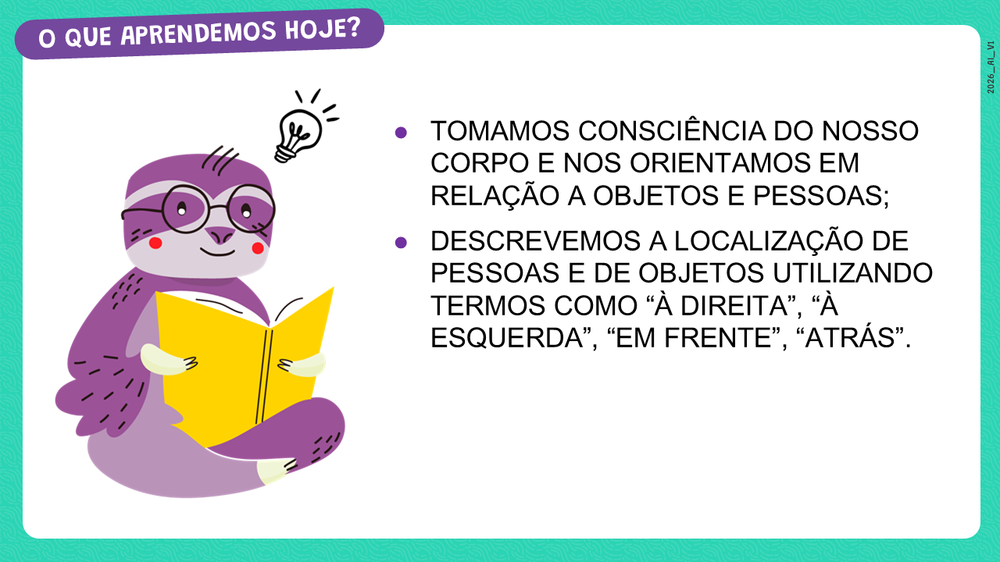 O QUE APRENDEMOS HOJE?
2026_AI_V1
● TOMAMOS CONSCIÊNCIA DO NOSSO
CORPO E NOS ORIENTAMOS EM
RELAÇÃO A OBJETOS E PESSOAS;
● DESCREVEMOS A LOCALIZAÇÃO DE
PESSOAS E DE OBJETOS UTILIZANDO
TERMOS COMO “À DIREITA”, “À
ESQUERDA”, “EM FRENTE”, “ATRÁS”.